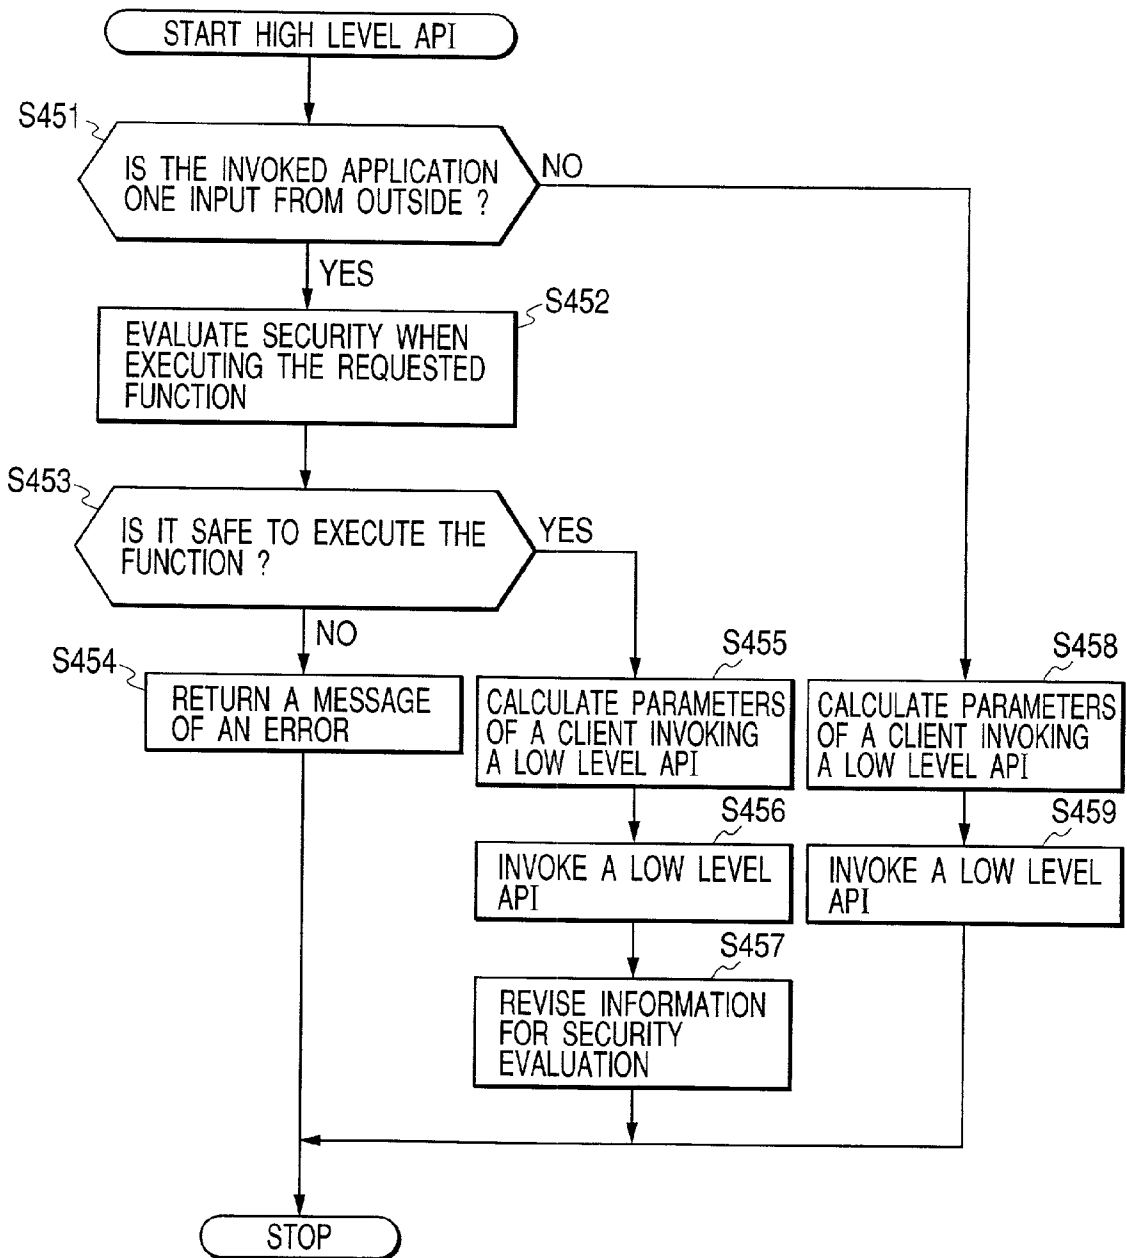 START HIGH LEVEL API
S451
IS THE INVOKED APPLICATION
ONE INPUT FROM OUTSIDE ?
NO
YES
S452
EVALUATE SECURITY WHEN
EXECUTING THE REQUESTED
FUNCTION
S453
IS IT SAFE TO EXECUTE THE
FUNCTION ?
YES
NO
S454
RETURN A MESSAGE
OF AN ERROR
S455
CALCULATE PARAMETERS
OF A CLIENT INVOKING
A LOW LEVEL API
S456
INVOKE A LOW LEVEL
API
S457
REVISE INFORMATION
FOR SECURITY
EVALUATION
S458
CALCULATE PARAMETERS
OF A CLIENT INVOKING
A LOW LEVEL API
S459
INVOKE A LOW LEVEL
API
STOP